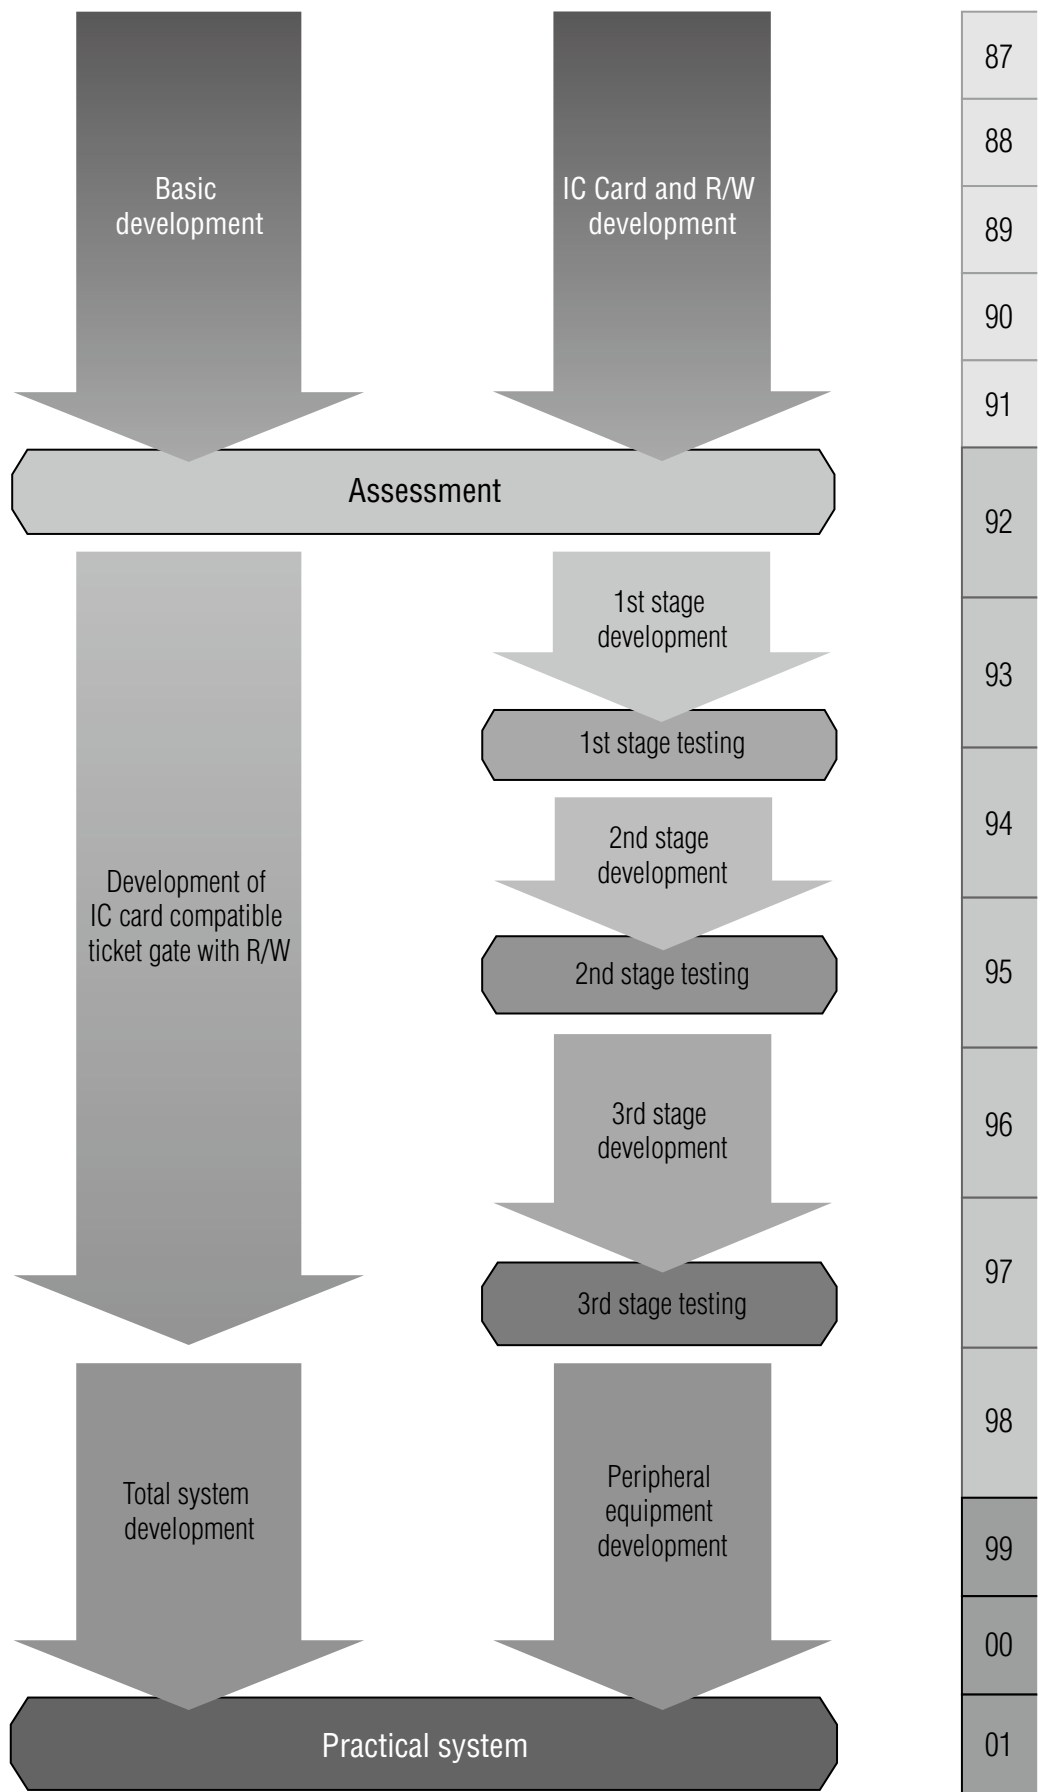 Basic
development
IC Card and R/W
development
Assessment
1st stage
development
1st stage testing
2nd stage
development
Development of
IC card compatible
ticket gate with R/W
2nd stage testing
3rd stage
development
3rd stage testing
Total system
development
Peripheral
equipment
development
Practical system
87
88
89
90
91
92
93
94
95
96
97
98
99
00
01